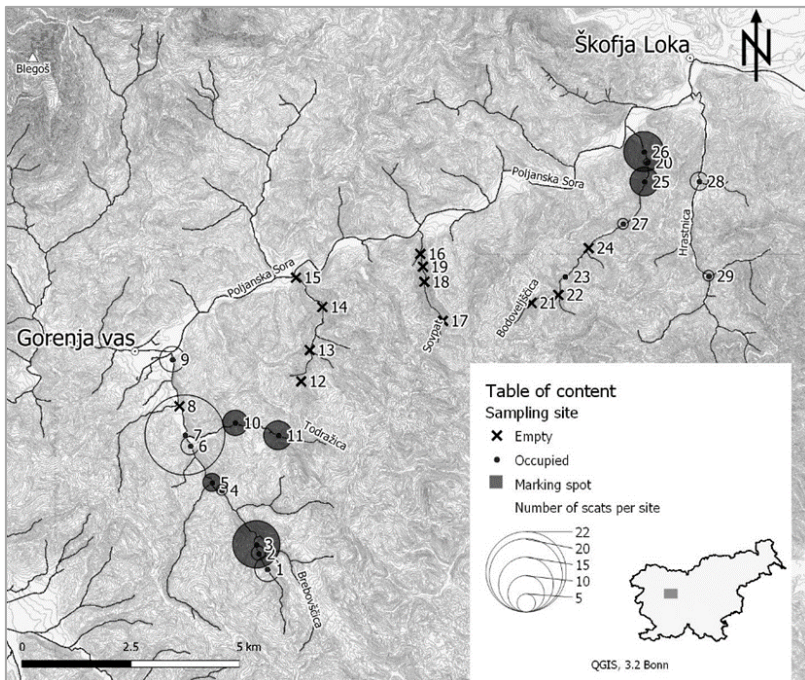 Škofja Loka
N
Blegoš
26
20
25
28
Poljanska Sora
27
Hrastnica
24
16
19
18
23
29
Poljanska Sora
15
22
21
Bodoveljščica
14
17
Sovpat
Gorenja vas
13
9
12
8
10
7
11
Todražica
6
5
4
3
2
1
Brebovščica
0
2.5
5 km
Table of content
Sampling site
Empty
Occupied
Marking spot
Number of scats per site
22
20
15
10
5
QGIS, 3.2 Bonn